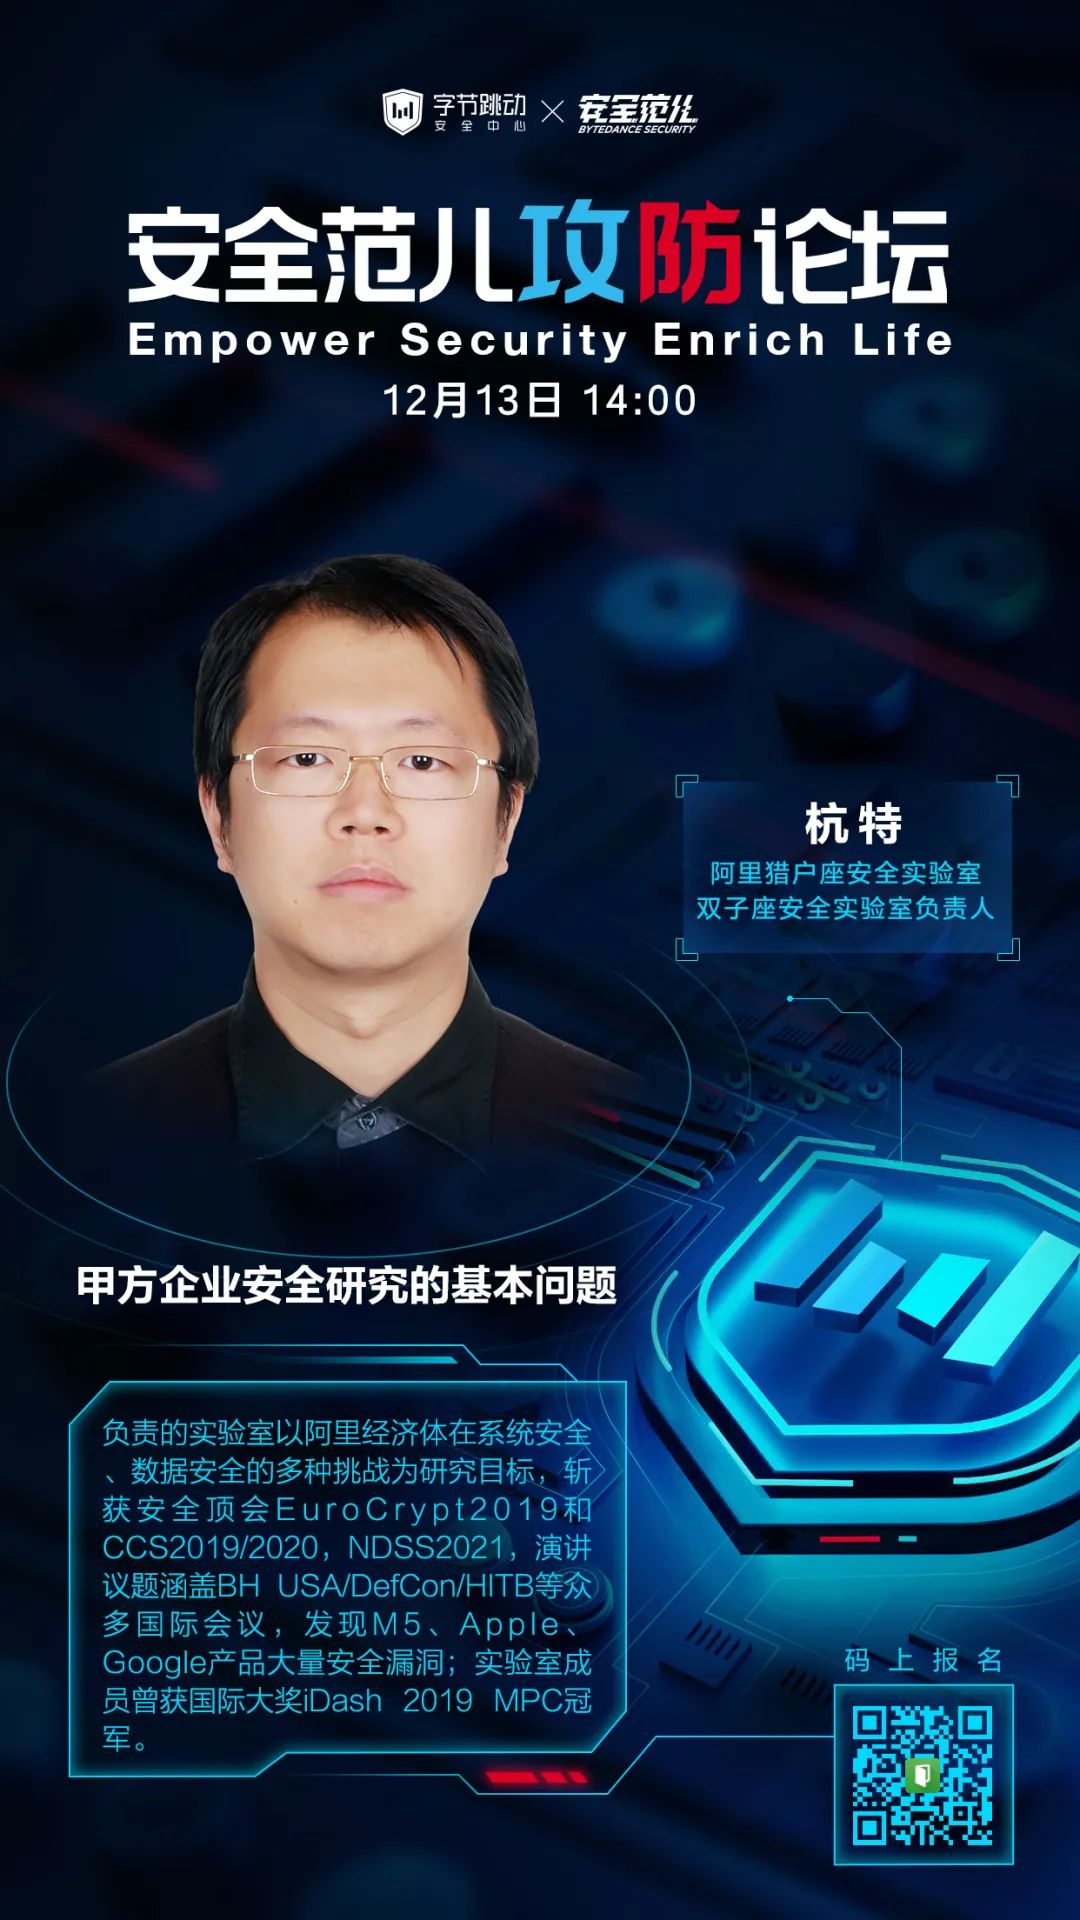 字节跳动
安全中心
安全范儿
BYTEDANCE SECURITY
安全范儿攻防论坛
Empower Security Enrich Life
12月13日 14:00
杭特
阿里猎户座安全实验室
双子座安全实验室负责人
甲方企业安全研究的基本问题
负责的实验室以阿里经济体在系统安全
、数据安全的多种挑战为研究目标，斩
获安全顶会EuroCrypt2019和
CCS2019/2020，NDSS2021，演讲
议题涵盖BH USA/DefCon/HITB等众
多国际会议，发现M5、Apple、
Google产品大量安全漏洞；实验室成
员曾获国际大奖iDash 2019 MPC冠
军。
码上报名